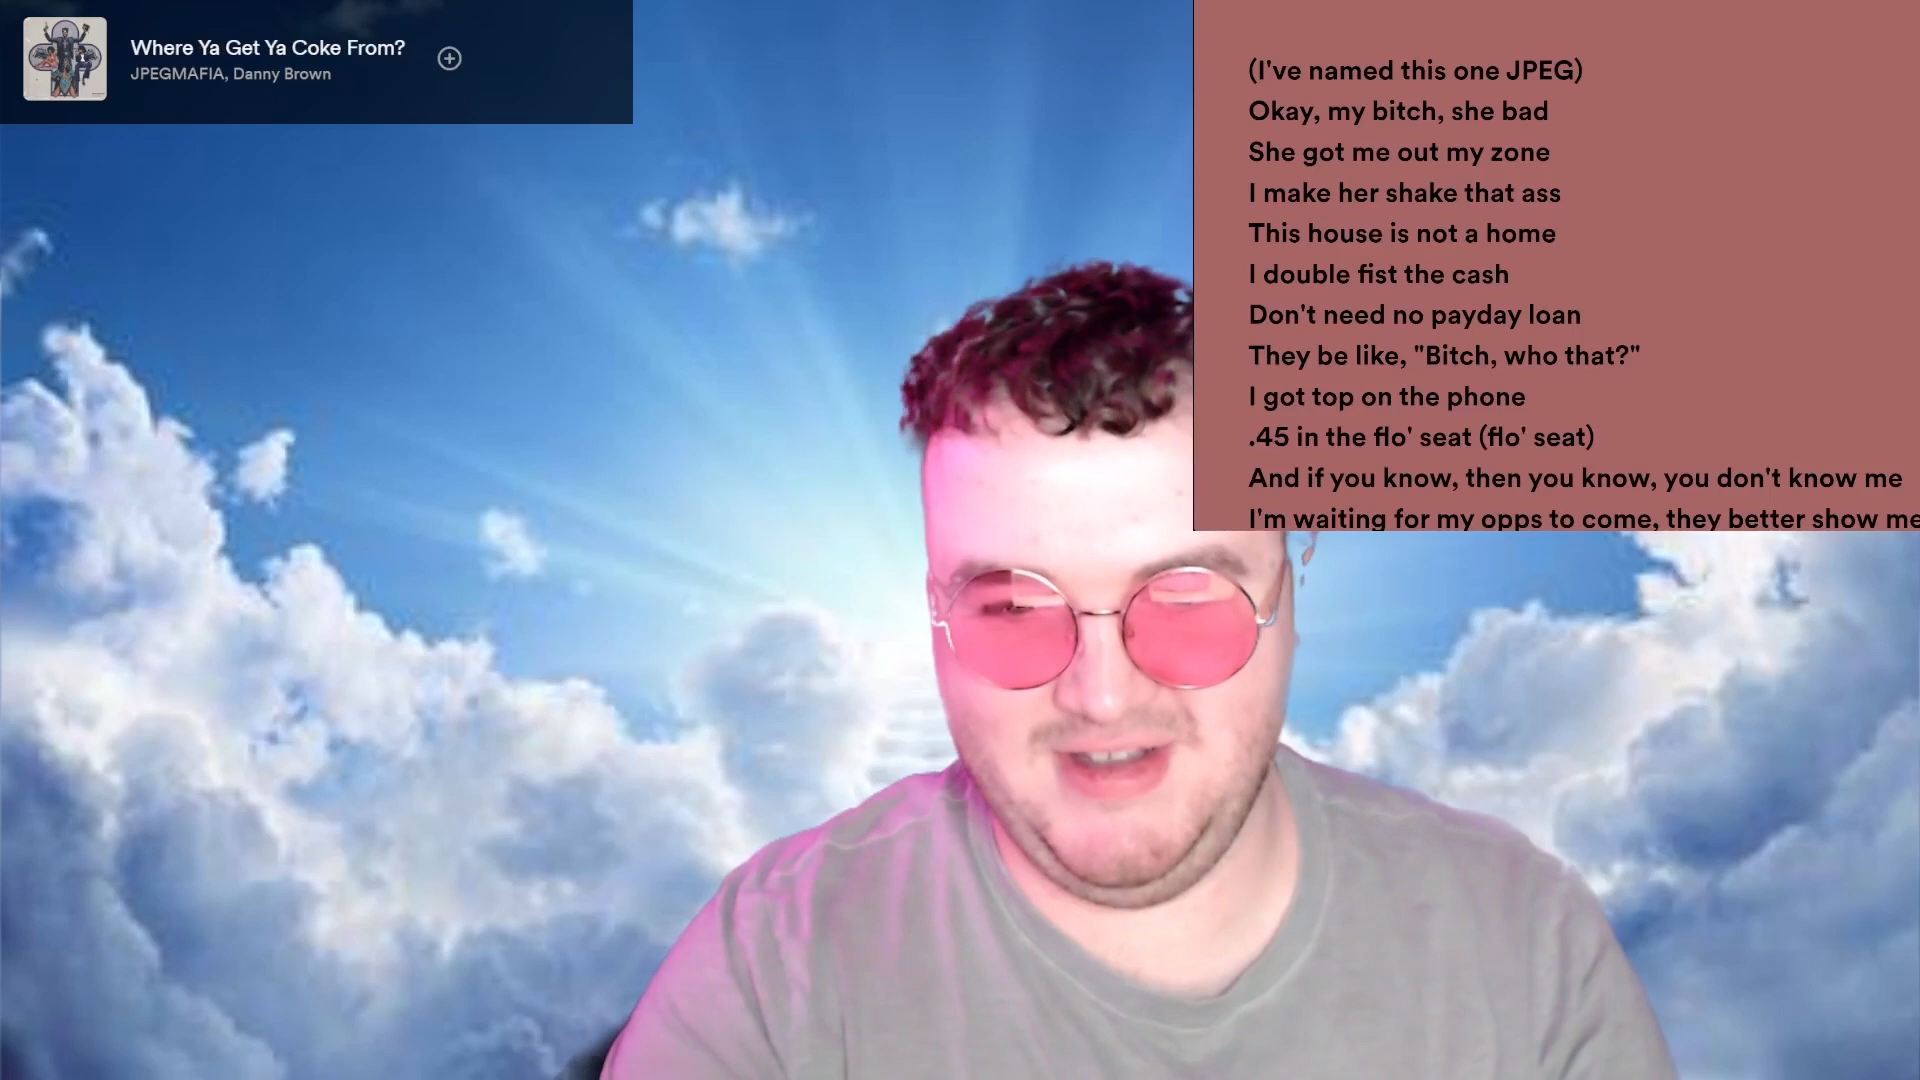 Where Ya Get Ya Coke From?
JPEGMAFIA, Danny Brown
(I've named this one JPEG)
Okay, my bitch, she bad
She got me out my zone
I make her shake that ass
This house is not a home
I double fist the cash
Don't need no payday loan
They be like, "Bitch, who that?"
I got top on the phone
.45 in the flo' seat (flo' seat)
And if you know, then you know, you don't know me
I'm waiting for my opps to come, they better show me